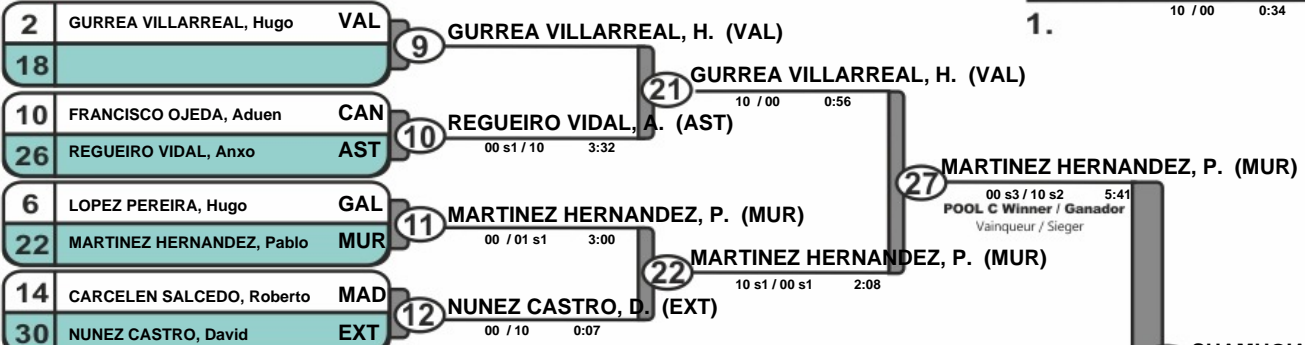 10 / 00 0:34
1.
2 GURREA VILLARREAL, Hugo VAL
18
9
GURREA VILLARREAL, H. (VAL)
21
GURREA VILLARREAL, H. (VAL)
10 / 00 0:56
10 FRANCISCO OJEDA, Aduen CAN
26 REGUEIRO VIDAL, Anxo AST
10
REGUEIRO VIDAL, A. (AST)
00 s1 / 10 3:32
27
MARTINEZ HERNANDEZ, P. (MUR)
00 s3 / 10 s2 5:41
POOL C Winner / Ganador
Vainqueur / Sieger
6 LOPEZ PEREIRA, Hugo GAL
22 MARTINEZ HERNANDEZ, Pablo MUR
11
MARTINEZ HERNANDEZ, P. (MUR)
00 / 01 s1 3:00
22
MARTINEZ HERNANDEZ, P. (MUR)
10 s1 / 00 s1 2:08
14 CARCELEN SALCEDO, Roberto MAD
30 NUNEZ CASTRO, David EXT
12
NUNEZ CASTRO, D. (EXT)
00 / 10 0:07